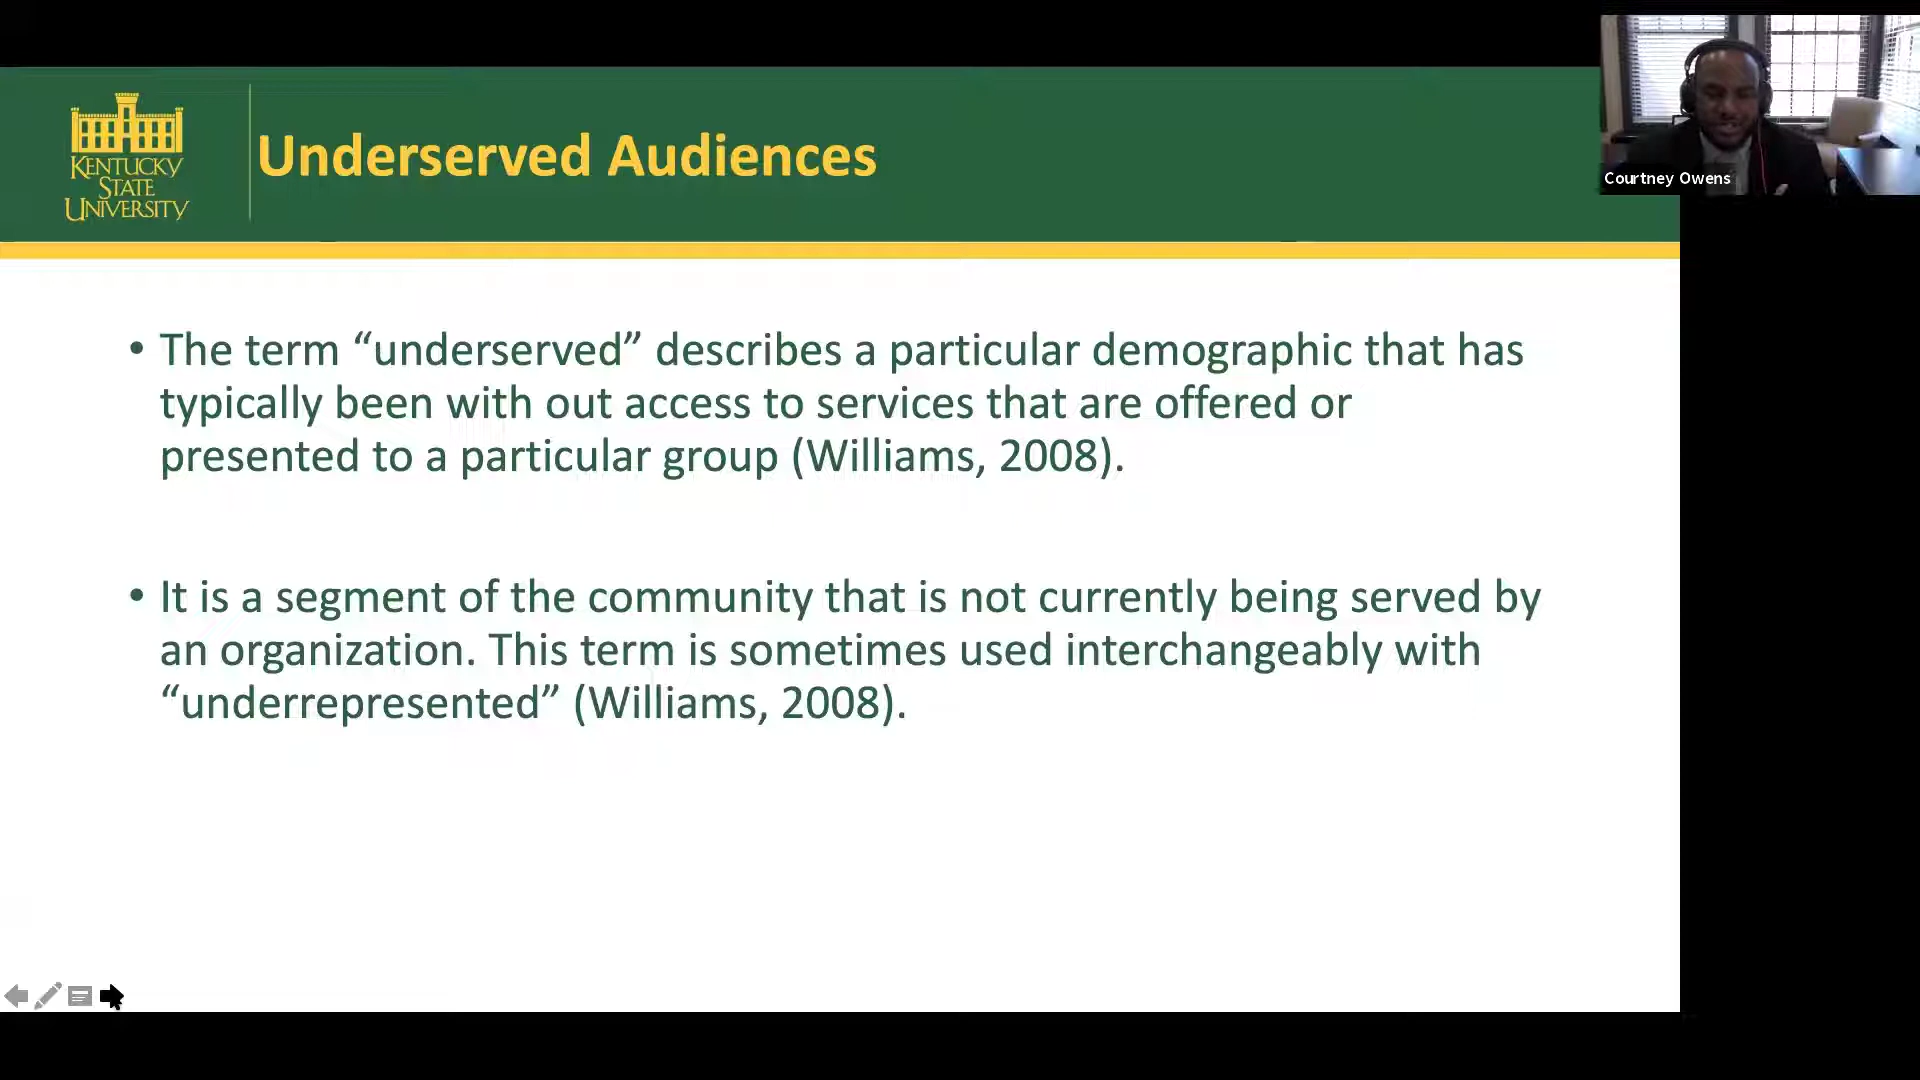 KENTUCKY
STATE
UNIVERSITY
Underserved Audiences
Courtney Owens
• The term “underserved” describes a particular demographic that has
typically been with out access to services that are offered or
presented to a particular group (Williams, 2008).
• It is a segment of the community that is not currently being served by
an organization. This term is sometimes used interchangeably with
“underrepresented” (Williams, 2008).